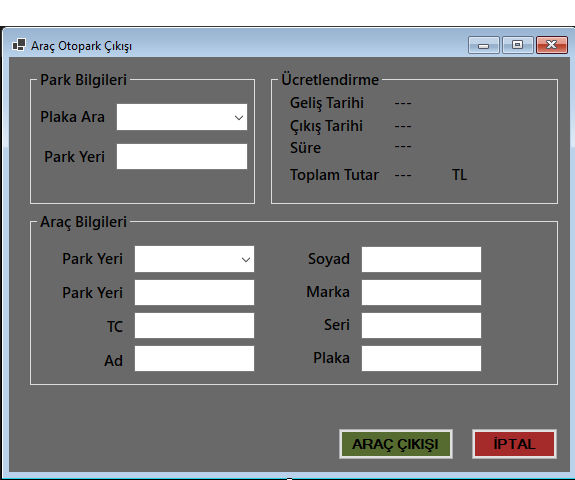 Araç Otopark Çıkışı
Park Bilgileri
Plaka Ara
Park Yeri
Ücretlendirme
Geliş Tarihi ---
Çıkış Tarihi ---
Süre ---
Toplam Tutar --- TL
Araç Bilgileri
Park Yeri
Park Yeri
TC
Ad
Soyad
Marka
Seri
Plaka
ARAÇ ÇIKIŞI
İPTAL